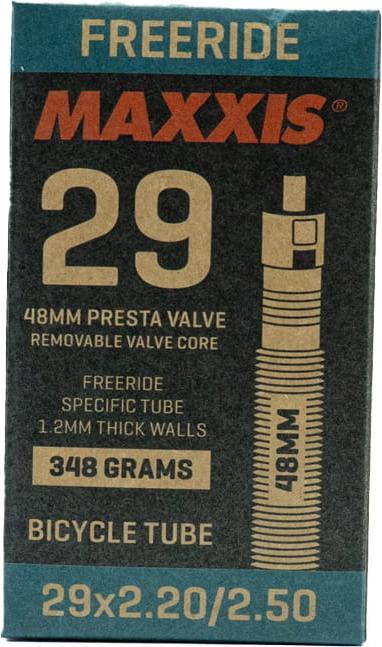 FREERIDE
MAXXIS®
29
48MM PRESTA VALVE
REMOVABLE VALVE CORE
FREERIDE
SPECIFIC TUBE
1.2MM THICK WALLS
348 GRAMS
48MM
BICYCLE TUBE
29x2.20/2.50